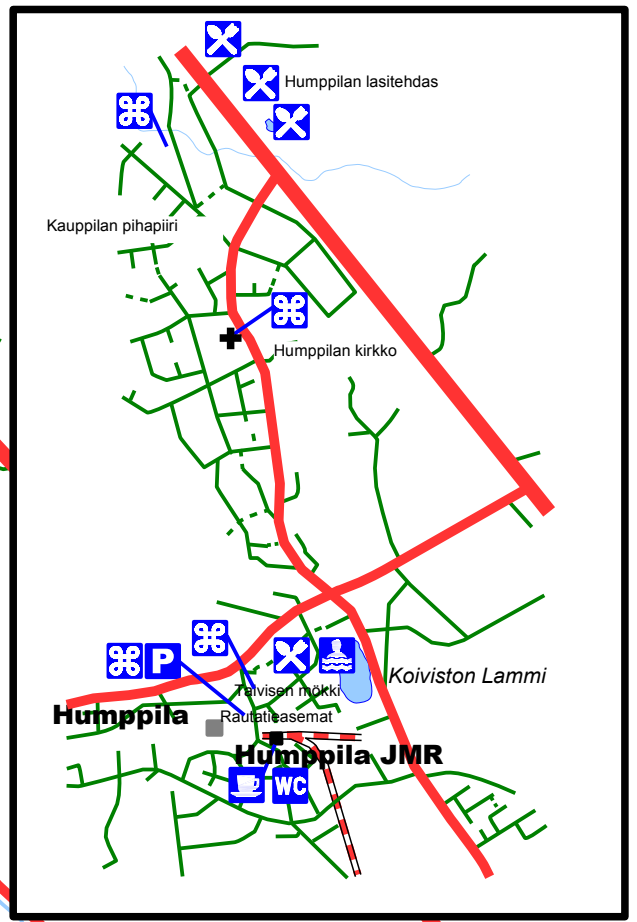 Humppilan lasitehdas
Kauppilan pihapiiri
Humppilan kirkko
P
Koiviston Lammi
Talvisen mökki
Humppila
Rautatieasemat
Humppila JMR
WC